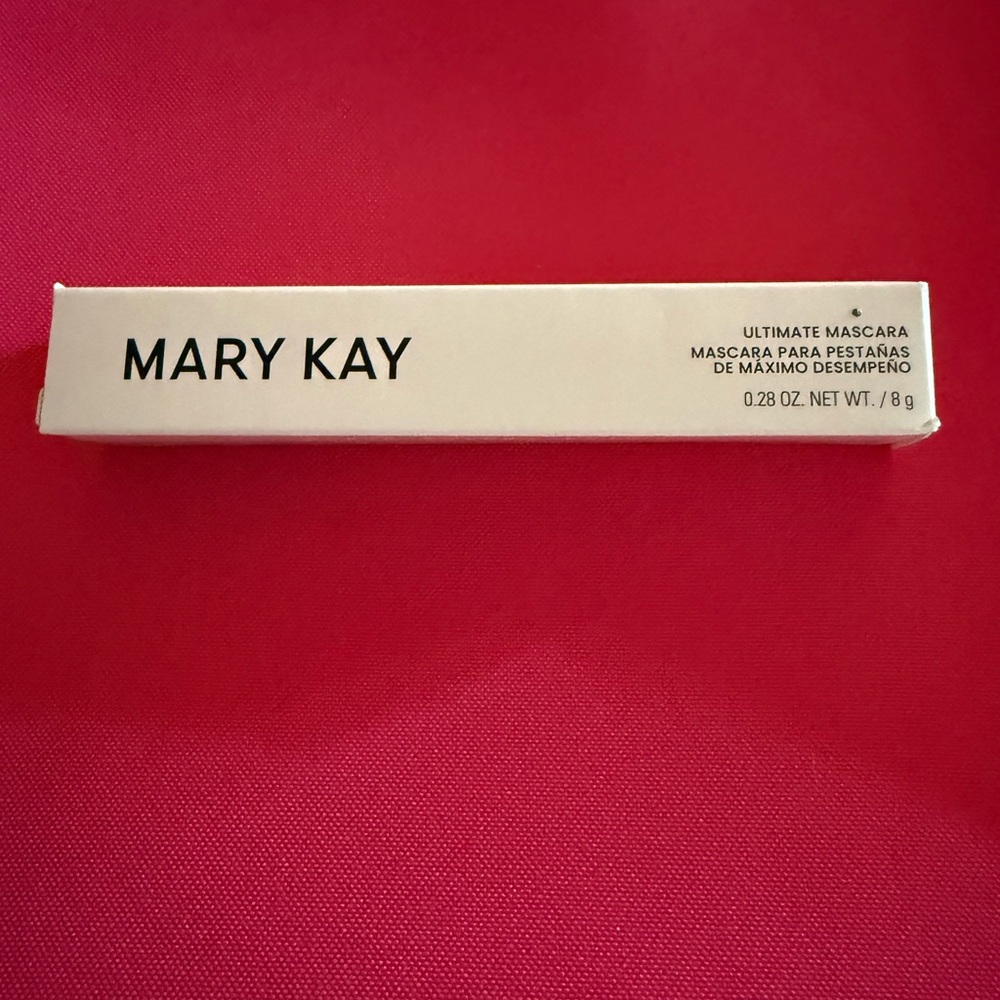 MARY KAY
ULTIMATE MASCARA
MASCARA PARA PESTAÑAS
DE MÁXIMO DESEMPEÑO
0.28 OZ. NET WT. / 8 g